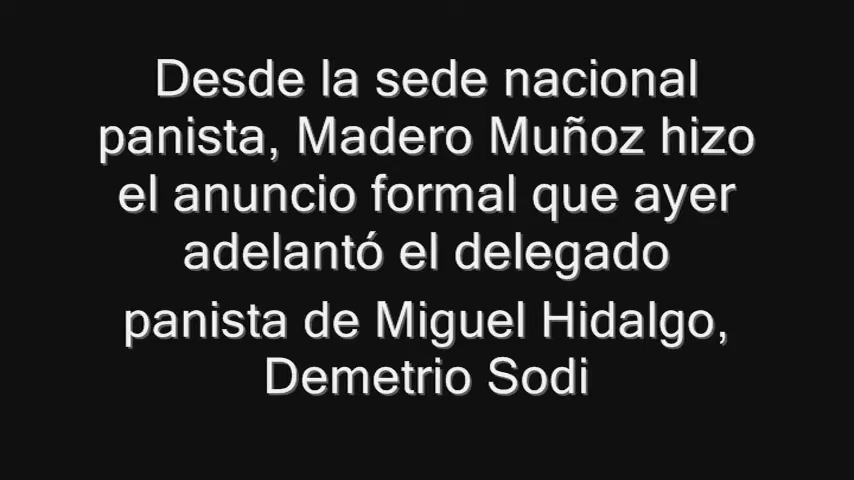 Desde la sede nacional
panista, Madero Muñoz hizo
el anuncio formal que ayer
adelantó el delegado
panista de Miguel Hidalgo,
Demetrio Sodi